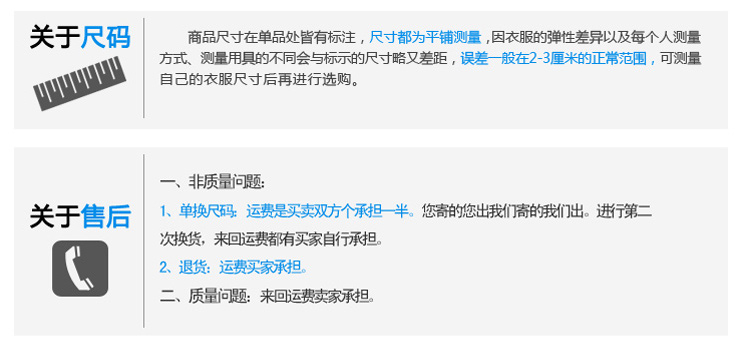 关于尺码
商品尺寸在单品处皆有标注，尺寸都为平铺测量，因衣服的弹性差异以及每个人测量
方式、测量用具的不同会与标示的尺寸略又差距，误差一般在2-3厘米的正常范围，可测量
自己的衣服尺寸后再进行选购。
关于售后
一、非质量问题：
1、单换尺码：运费是买卖双方个承担一半。您寄的您出我们寄的我们出。进行第二
次换货，来回运费都有买家自行承担。
2、退货：运费买家承担。
二、质量问题：来回运费卖家承担。